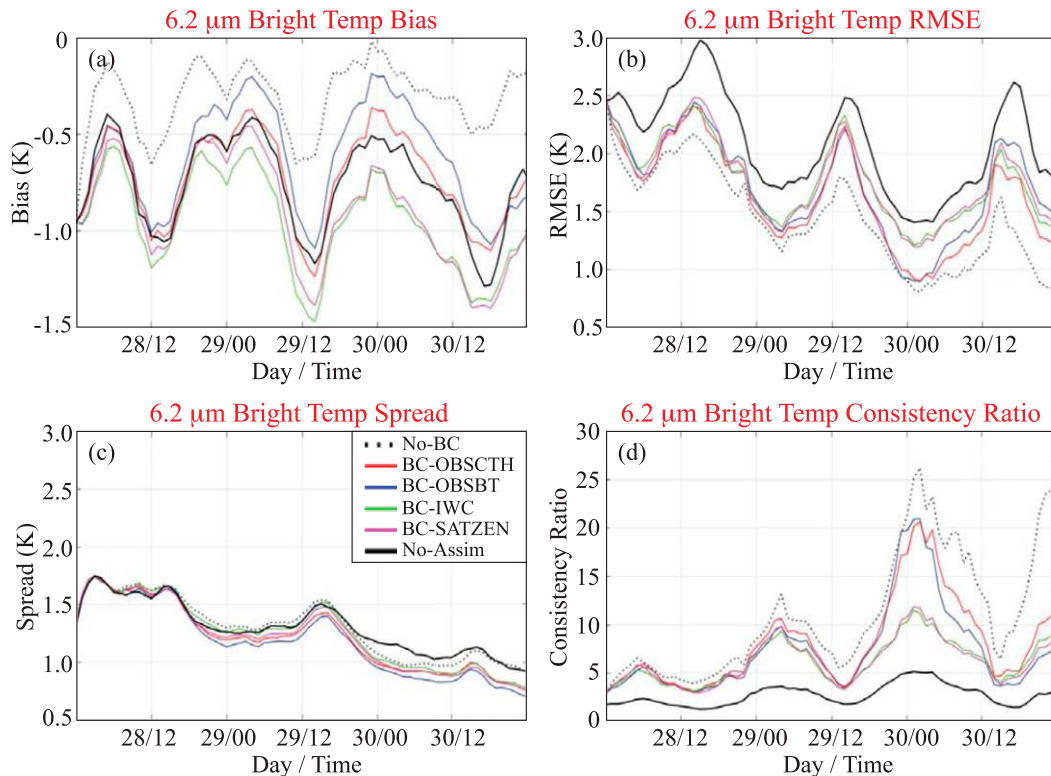 6.2 μm Bright Temp Bias
(a)
0
-0.5
-1.0
-1.5
Bias (K)
28/12 29/00 29/12 30/00 30/12
Day / Time
6.2 μm Bright Temp RMSE
(b)
3.0
2.5
2.0
1.5
1.0
0.5
RMSE (K)
28/12 29/00 29/12 30/00 30/12
Day / Time
6.2 μm Bright Temp Spread
(c)
3.0
2.5
2.0
1.5
1.0
0.5
Spread (K)
No-BC
BC-OBSCTH
BC-OBSBT
BC-IWC
BC-SATZEN
No-Assim
28/12 29/00 29/12 30/00 30/12
Day / Time
6.2 μm Bright Temp Consistency Ratio
(d)
30
25
20
15
10
5
0
Consistency Ratio
28/12 29/00 29/12 30/00 30/12
Day / Time